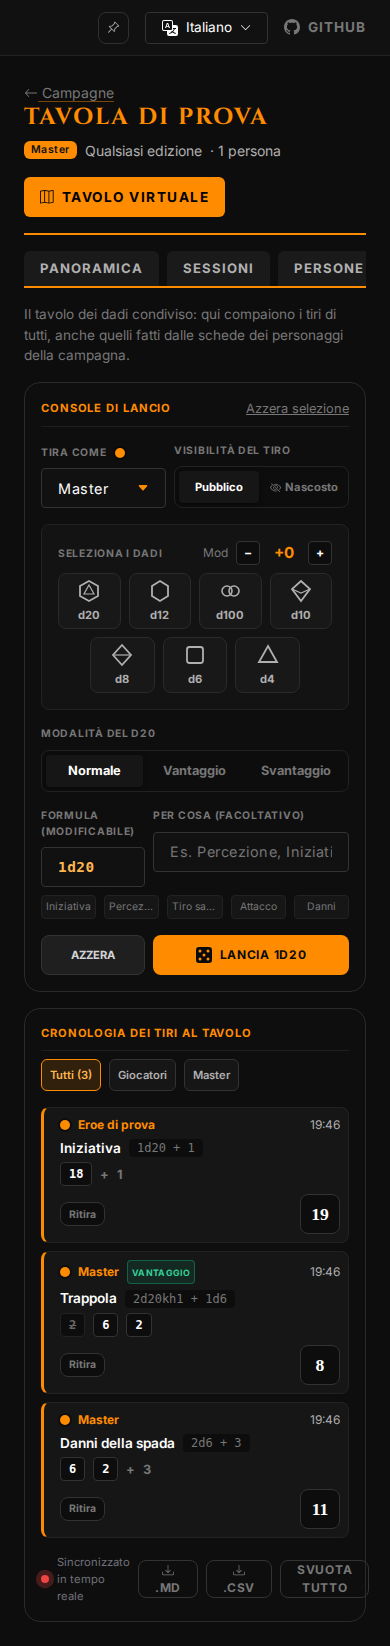 Italiano
GITHUB
← Campagne
TAVOLA DI PROVA
Master Qualsiasi edizione · 1 persona
TAVOLO VIRTUALE
PANORAMICA SESSIONI PERSONE
Il tavolo dei dadi condiviso: qui compaiono i tiri di
tutti, anche quelli fatti dalle schede dei personaggi
della campagna.
CONSOLE DI LANCIO Azzera selezione
TIRA COME VISIBILITÀ DEL TIRO
Master Pubblico Nascosto
SELEZIONA I DADI Mod − +0 +
d20 d12 d100 d10
d8 d6 d4
MODALITÀ DEL D20
Normale Vantaggio Svantaggio
FORMULA
(MODIFICABILE)
PER COSA (FACOLTATIVO)
1d20 Es. Percezione, Iniziati
Iniziativa Percez... Tiro sa... Attacco Danni
AZZERA LANCIA 1D20
CRONOLOGIA DEI TIRI AL TAVOLO
Tutti (3) Giocatori Master
Eroe di prova 19:46
Iniziativa 1d20 + 1
18 + 1
Ritira 19
Master VANTAGGIO 19:46
Trappola 2d20kh1 + 1d6
2 6 2
Ritira 8
Master 19:46
Danni della spada 2d6 + 3
6 2 + 3
Ritira 11
Sincronizzato
in tempo
reale
.MD .CSV
SVUOTA
TUTTO